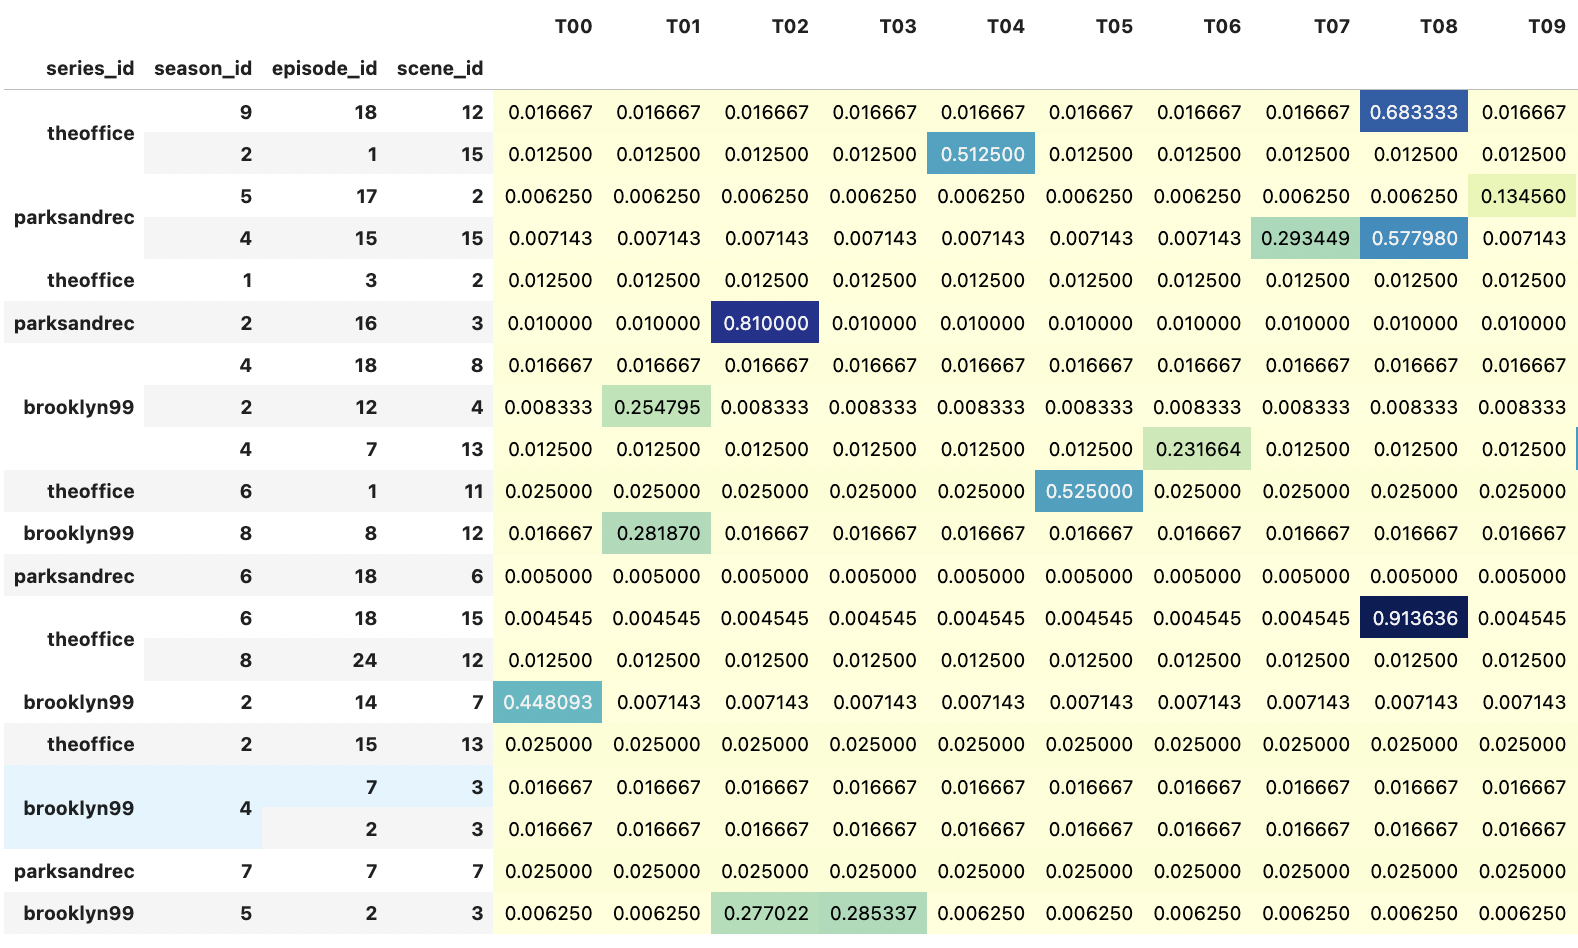 T00 T01 T02 T03 T04 T05 T06 T07 T08 T09
series_id season_id episode_id scene_id
theoffice 9 18 12 0.016667 0.016667 0.016667 0.016667 0.016667 0.016667 0.016667 0.016667 0.683333 0.016667
2 1 15 0.012500 0.012500 0.012500 0.012500 0.512500 0.012500 0.012500 0.012500 0.012500 0.012500
parksandrec 5 17 2 0.006250 0.006250 0.006250 0.006250 0.006250 0.006250 0.006250 0.006250 0.006250 0.134560
4 15 15 0.007143 0.007143 0.007143 0.007143 0.007143 0.007143 0.007143 0.293449 0.577980 0.007143
theoffice 1 3 2 0.012500 0.012500 0.012500 0.012500 0.012500 0.012500 0.012500 0.012500 0.012500 0.012500
parksandrec 2 16 3 0.010000 0.010000 0.810000 0.010000 0.010000 0.010000 0.010000 0.010000 0.010000 0.010000
brooklyn99 4 18 8 0.016667 0.016667 0.016667 0.016667 0.016667 0.016667 0.016667 0.016667 0.016667 0.016667
2 12 4 0.008333 0.254795 0.008333 0.008333 0.008333 0.008333 0.008333 0.008333 0.008333 0.008333
4 7 13 0.012500 0.012500 0.012500 0.012500 0.012500 0.012500 0.231664 0.012500 0.012500 0.012500
theoffice 6 1 11 0.025000 0.025000 0.025000 0.025000 0.025000 0.525000 0.025000 0.025000 0.025000 0.025000
brooklyn99 8 8 12 0.016667 0.281870 0.016667 0.016667 0.016667 0.016667 0.016667 0.016667 0.016667 0.016667
parksandrec 6 18 6 0.005000 0.005000 0.005000 0.005000 0.005000 0.005000 0.005000 0.005000 0.005000 0.005000
theoffice 6 18 15 0.004545 0.004545 0.004545 0.004545 0.004545 0.004545 0.004545 0.004545 0.913636 0.004545
8 24 12 0.012500 0.012500 0.012500 0.012500 0.012500 0.012500 0.012500 0.012500 0.012500 0.012500
brooklyn99 2 14 7 0.448093 0.007143 0.007143 0.007143 0.007143 0.007143 0.007143 0.007143 0.007143 0.007143
theoffice 2 15 13 0.025000 0.025000 0.025000 0.025000 0.025000 0.025000 0.025000 0.025000 0.025000 0.025000
brooklyn99 4 7 3 0.016667 0.016667 0.016667 0.016667 0.016667 0.016667 0.016667 0.016667 0.016667 0.016667
2 3 0.016667 0.016667 0.016667 0.016667 0.016667 0.016667 0.016667 0.016667 0.016667 0.016667
parksandrec 7 7 7 0.025000 0.025000 0.025000 0.025000 0.025000 0.025000 0.025000 0.025000 0.025000 0.025000
brooklyn99 5 2 3 0.006250 0.006250 0.277022 0.285337 0.006250 0.006250 0.006250 0.006250 0.006250 0.006250